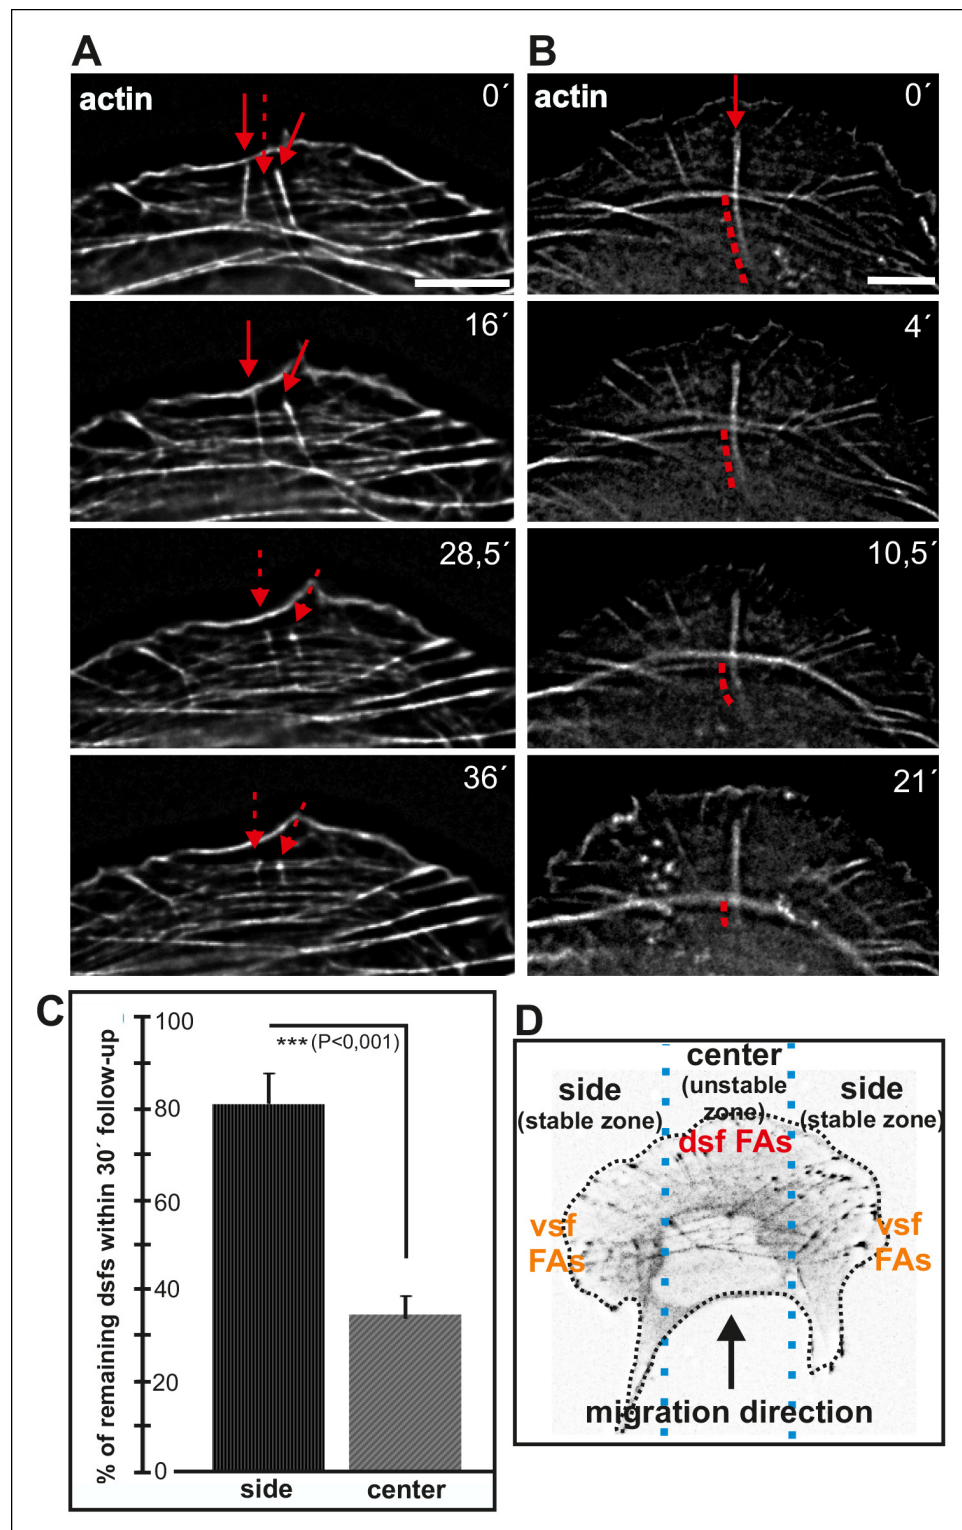 A
actin
0´
16´
28,5´
36´
B
actin
0´
4´
10,5´
21´
C
% of remaining dsfs within 30´ follow-up
100
80
60
40
20
0
***(P<0,001)
side
center
D
center
(unstable
zone)
side
(stable zone)
side
(stable zone)
dsf FAs
vsf
FAs
vsf
FAs
migration direction